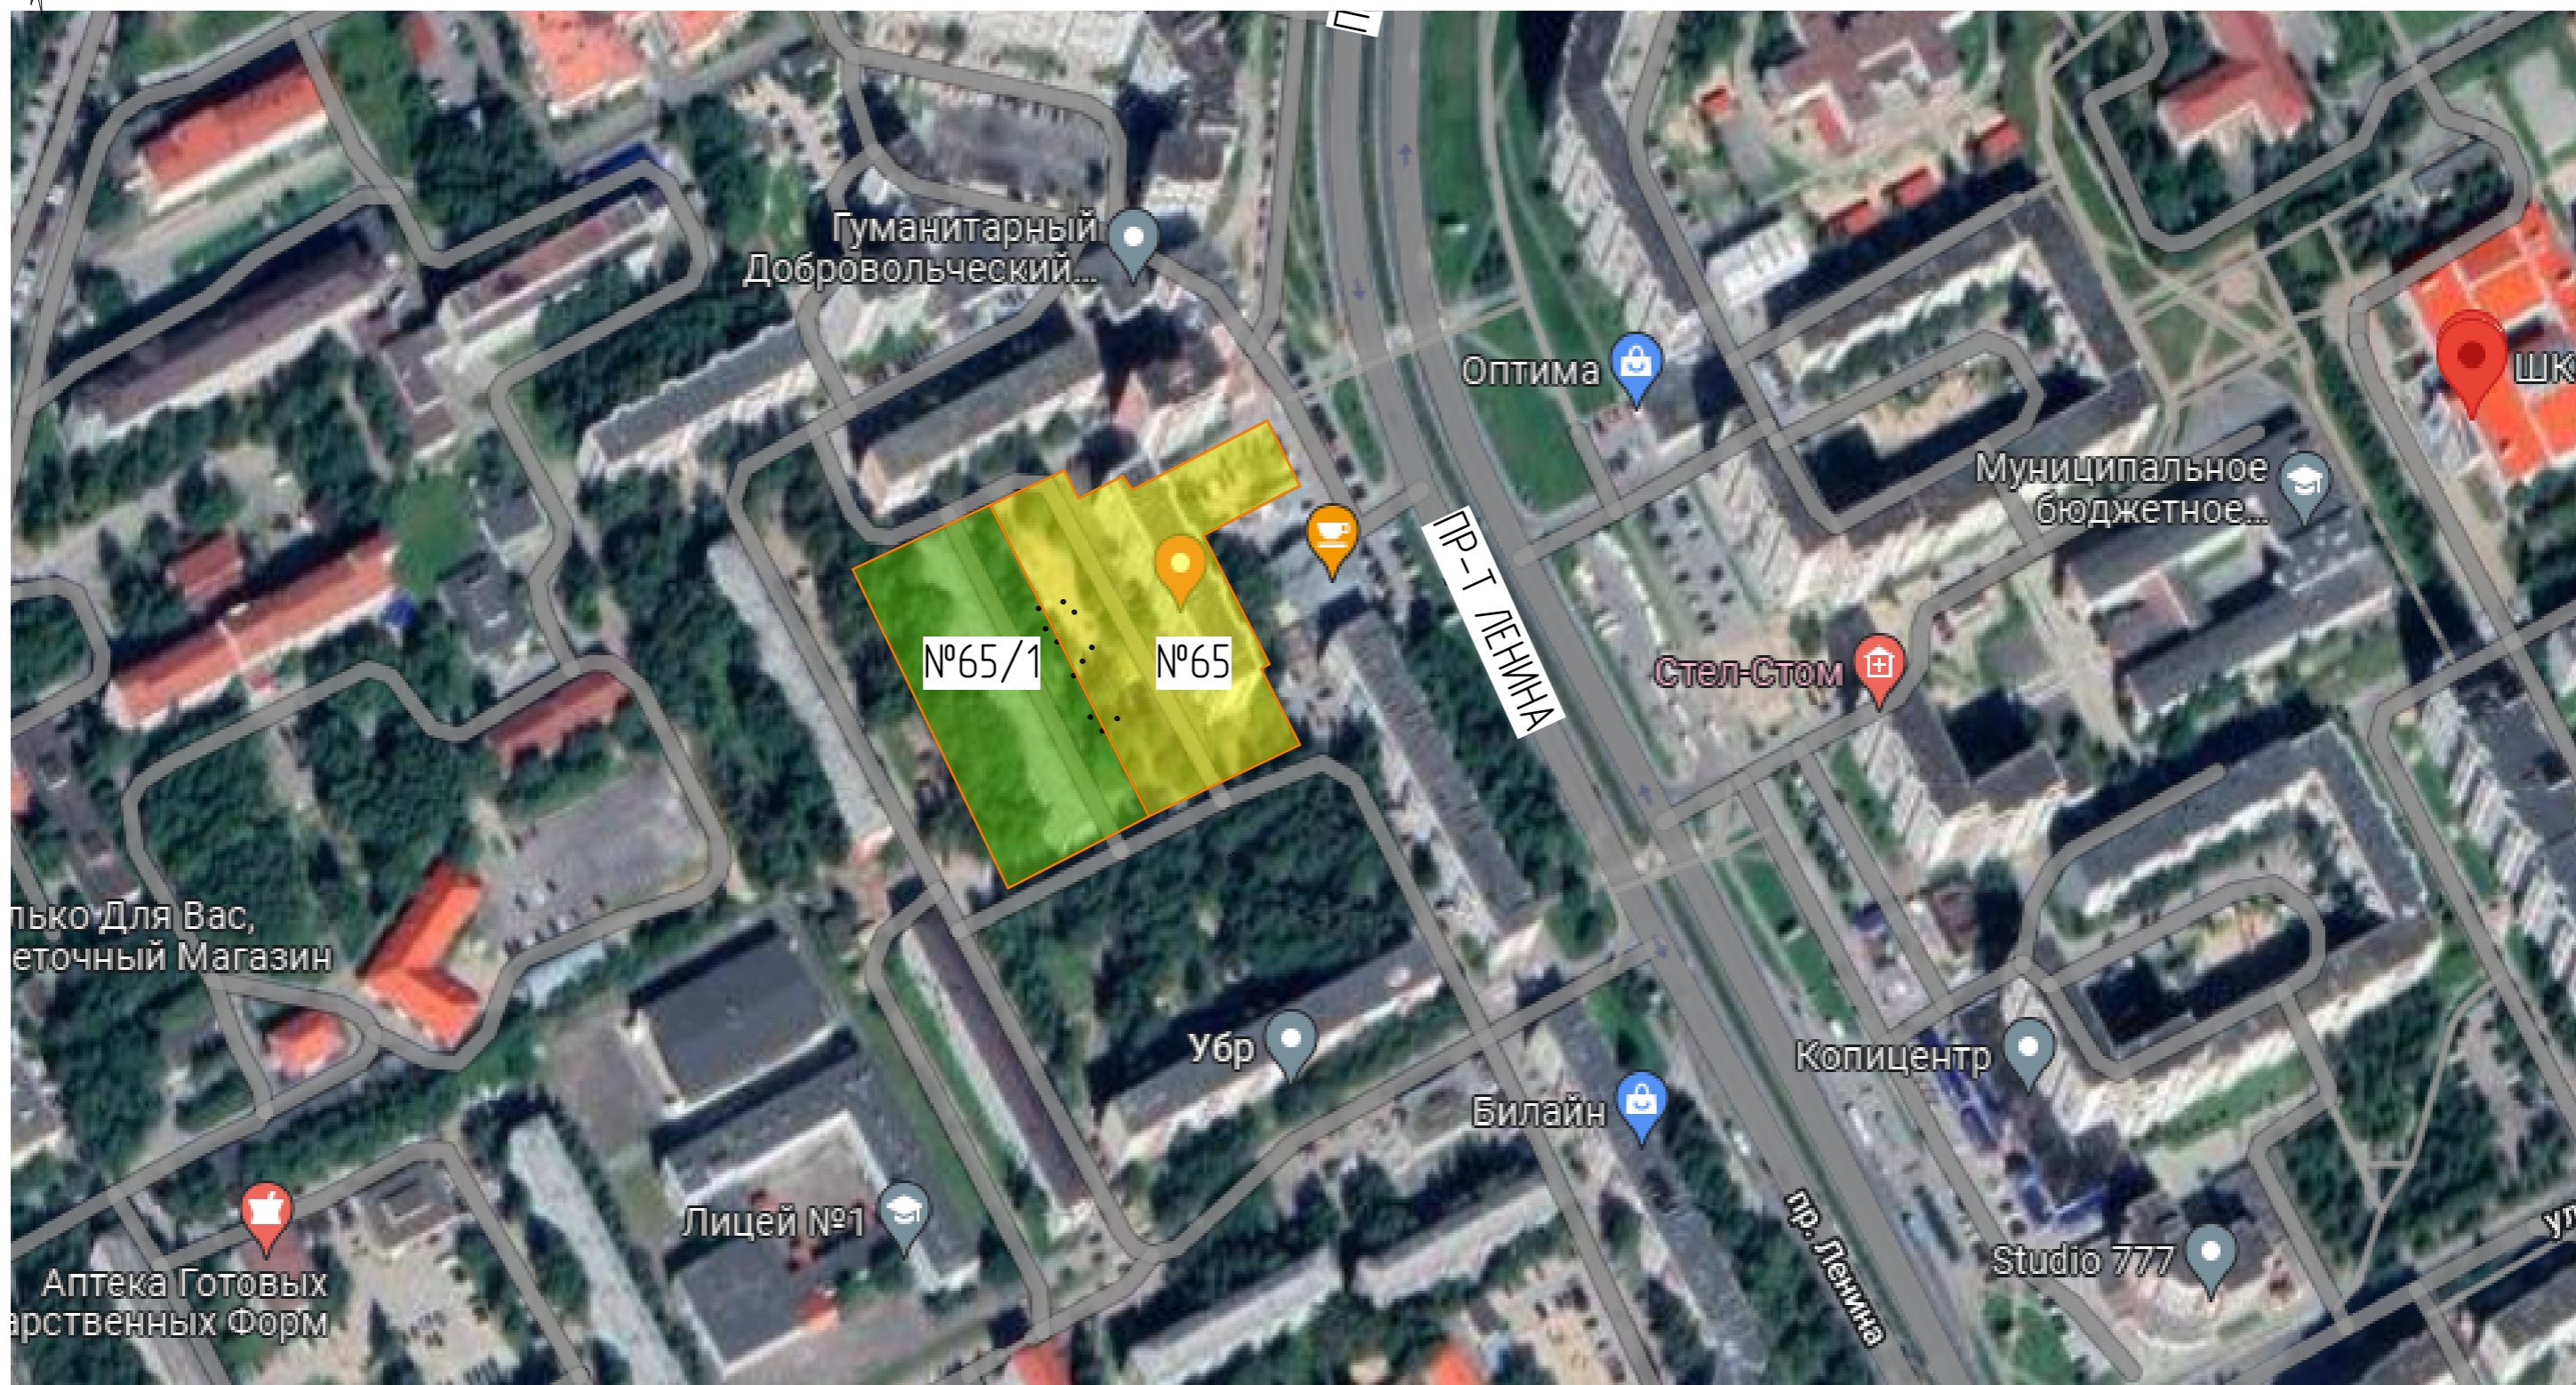 Гуманитарный
Добровольческий...
Оптима
Муниципальное
бюджетное...
ШК
ПР-Т ЛЕНИНА
№65/1
№65
Стел-Стом
лько Для Вас,
еточный Магазин
Убр
Копицентр
Билайн
Лицей №1
пр. Ленина
Studio 777
ул
Аптека Готовых
арственных Форм